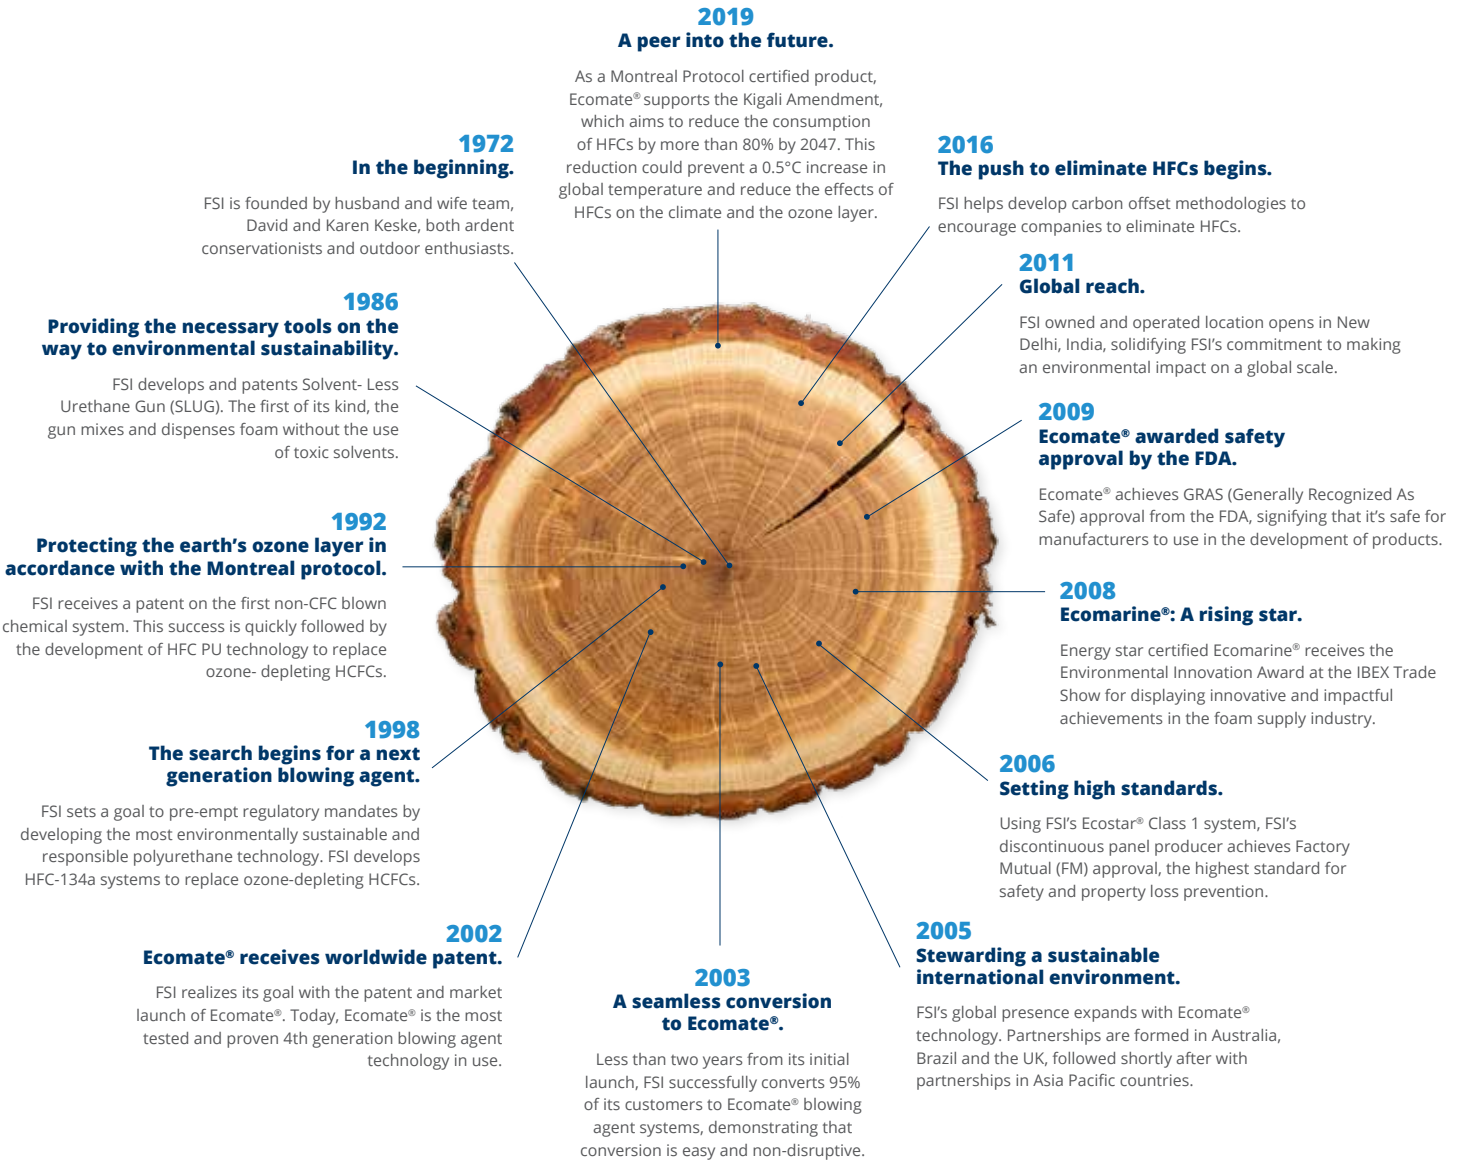 2019
A peer into the future.
As a Montreal Protocol certified product,
Ecomate® supports the Kigali Amendment,
which aims to reduce the consumption
of HFCs by more than 80% by 2047. This
reduction could prevent a 0.5°C increase in
global temperature and reduce the effects of
HFCs on the climate and the ozone layer.
1972
In the beginning.
FSI is founded by husband and wife team,
David and Karen Keske, both ardent
conservationists and outdoor enthusiasts.
1986
Providing the necessary tools on the
way to environmental sustainability.
FSI develops and patents Solvent- Less
Urethane Gun (SLUG). The first of its kind, the
gun mixes and dispenses foam without the use
of toxic solvents.
1992
Protecting the earth's ozone layer in
accordance with the Montreal protocol.
FSI receives a patent on the first non-CFC blown
chemical system. This success is quickly followed by
the development of HFC PU technology to replace
ozone- depleting HCFCs.
1998
The search begins for a next
generation blowing agent.
FSI sets a goal to pre-empt regulatory mandates by
developing the most environmentally sustainable and
responsible polyurethane technology. FSI develops
HFC-134a systems to replace ozone-depleting HCFCs.
2002
Ecomate® receives worldwide patent.
FSI realizes its goal with the patent and market
launch of Ecomate®. Today, Ecomate® is the most
tested and proven 4th generation blowing agent
technology in use.
2003
A seamless conversion
to Ecomate®.
Less than two years from its initial
launch, FSI successfully converts 95%
of its customers to Ecomate® blowing
agent systems, demonstrating that
conversion is easy and non-disruptive.
2005
Stewarding a sustainable
international environment.
FSI's global presence expands with Ecomate®
technology. Partnerships are formed in Australia,
Brazil and the UK, followed shortly after with
partnerships in Asia Pacific countries.
2006
Setting high standards.
Using FSI's Ecostar® Class 1 system, FSI's
discontinuous panel producer achieves Factory
Mutual (FM) approval, the highest standard for
safety and property loss prevention.
2008
Ecomarine®: A rising star.
Energy star certified Ecomarine® receives the
Environmental Innovation Award at the IBEX Trade
Show for displaying innovative and impactful
achievements in the foam supply industry.
2009
Ecomate® awarded safety
approval by the FDA.
Ecomate® achieves GRAS (Generally Recognized As
Safe) approval from the FDA, signifying that it's safe for
manufacturers to use in the development of products.
2011
Global reach.
FSI owned and operated location opens in New
Delhi, India, solidifying FSI's commitment to making
an environmental impact on a global scale.
2016
The push to eliminate HFCs begins.
FSI helps develop carbon offset methodologies to
encourage companies to eliminate HFCs.